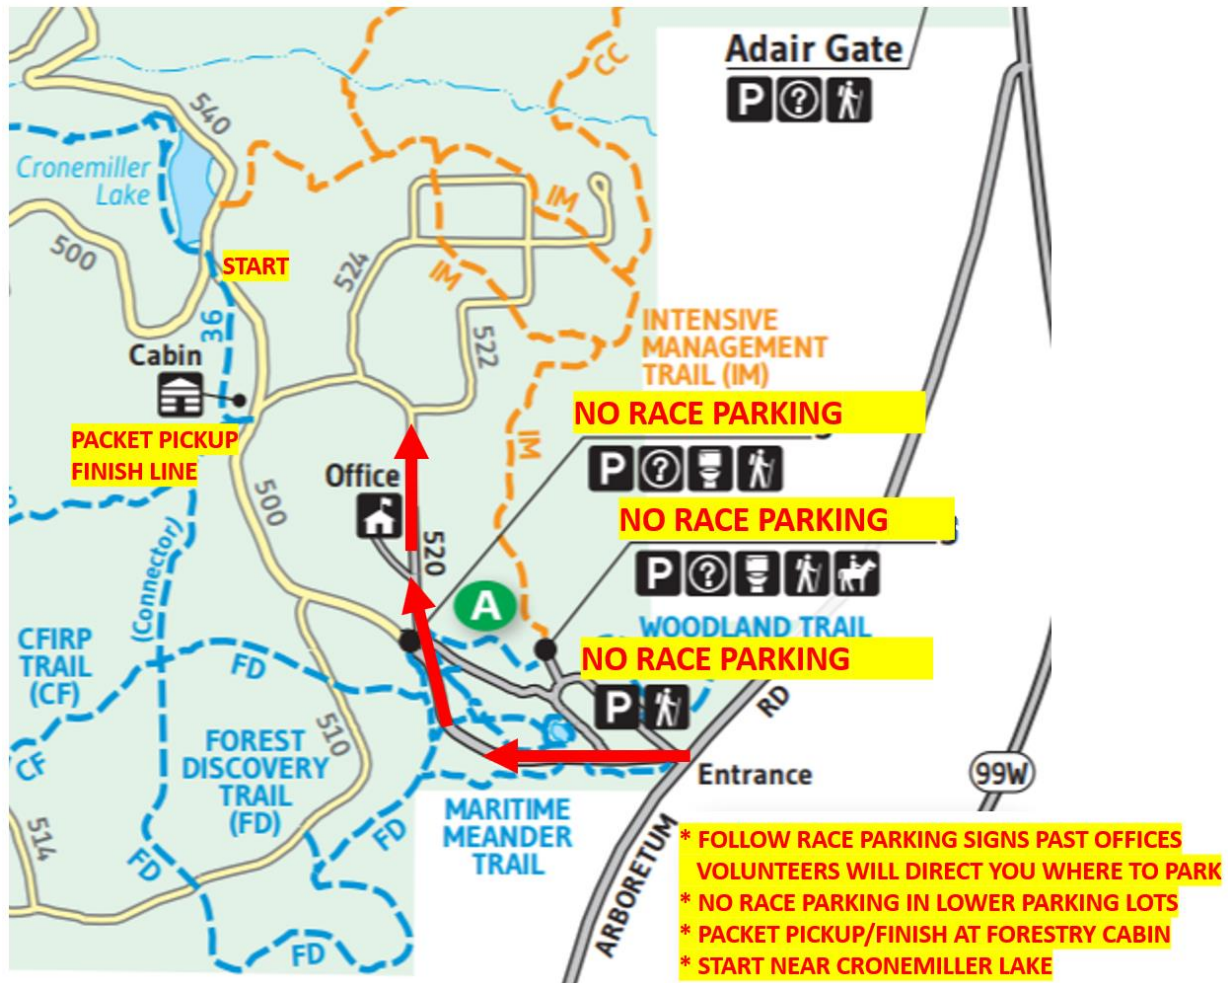 Adair Gate
P ?
CC
540
Cronemiller
Lake
IM
500
START
524
IM
36
INTENSIVE
MANAGEMENT
TRAIL (IM)
522
Cabin
NO RACE PARKING
PACKET PICKUP
FINISH LINE
IM
P ?
Office
500
NO RACE PARKING
520
P ?
(Connector)
A
CFIRP
TRAIL
(CF)
WOODLAND TRAIL
NO RACE PARKING
FD
P
RD
510
FOREST
DISCOVERY
TRAIL
(FD)
CF
Entrance
99W
MARITIME
MEANDER
TRAIL
514
FD
FD
FD
ARBORETUM
* FOLLOW RACE PARKING SIGNS PAST OFFICES
VOLUNTEERS WILL DIRECT YOU WHERE TO PARK
* NO RACE PARKING IN LOWER PARKING LOTS
* PACKET PICKUP/FINISH AT FORESTRY CABIN
* START NEAR CRONEMILLER LAKE